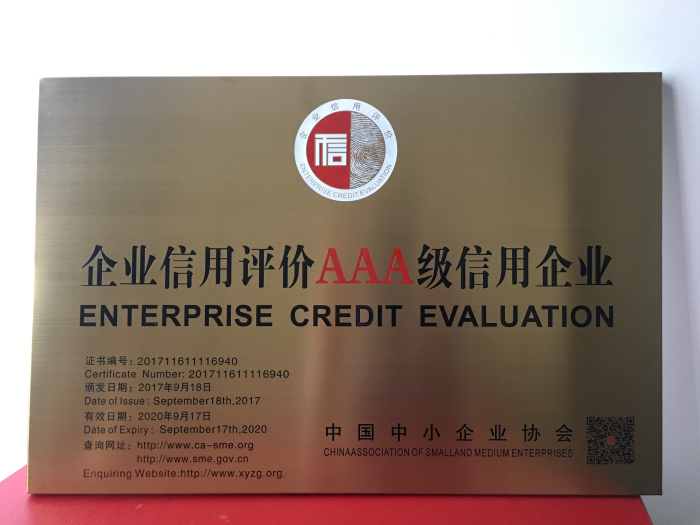 企业信用评价
信
ENTERPRISE CREDIT EVALUATION
企业信用评价AAA级信用企业
ENTERPRISE CREDIT EVALUATION
证书编号：201711611116940
Certificate Number: 201711611116940
颁发日期：2017年9月18日
Date of Issue : September18th,2017
有效日期：2020年9月17日
Date of Expiry : September17th,2020
查询网址：http://www.ca-sme.org
http://www.sme.gov.cn
Enquiring Website:http://www.xyzg.org.
中国中小企业协会
CHINAASSOCIATION OF SMALLAND MEDIUM ENTERPRISES